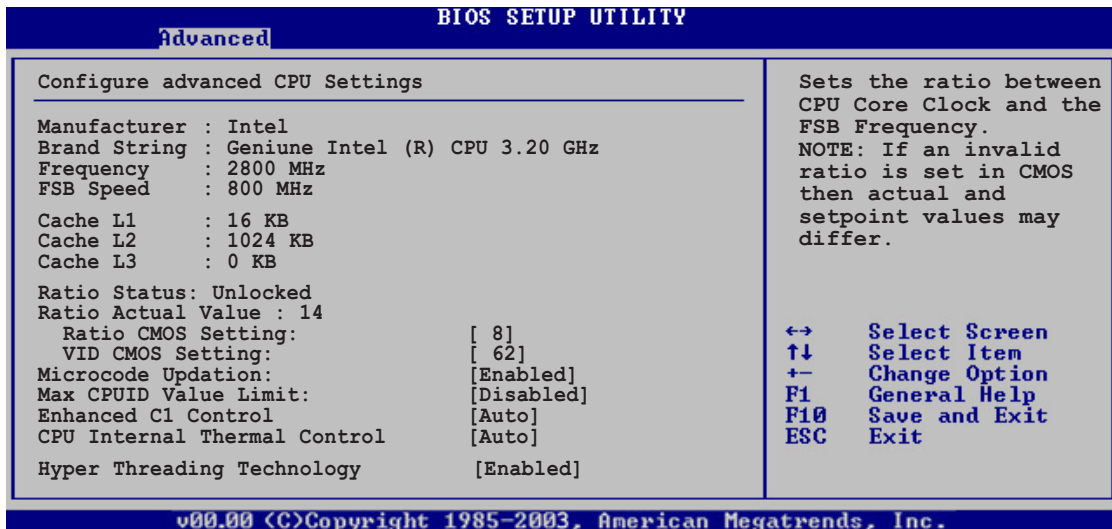 BIOS SETUP UTILITY
Advanced
Configure advanced CPU Settings
Manufacturer : Intel
Brand String : Geniune Intel (R) CPU 3.20 GHz
Frequency : 2800 MHz
FSB Speed : 800 MHz
Cache L1 : 16 KB
Cache L2 : 1024 KB
Cache L3 : 0 KB
Ratio Status: Unlocked
Ratio Actual Value : 14
Ratio CMOS Setting: [ 8]
VID CMOS Setting: [ 62]
Microcode Updation: [Enabled]
Max CPUID Value Limit: [Disabled]
Enhanced C1 Control [Auto]
CPU Internal Thermal Control [Auto]
Hyper Threading Technology [Enabled]
Sets the ratio between
CPU Core Clock and the
FSB Frequency.
NOTE: If an invalid
ratio is set in CMOS
then actual and
setpoint values may
differ.
←→ Select Screen
↑↓ Select Item
+- Change Option
F1 General Help
F10 Save and Exit
ESC Exit
v00.00 (C)Copyright 1985-2003, American Megatrends, Inc.